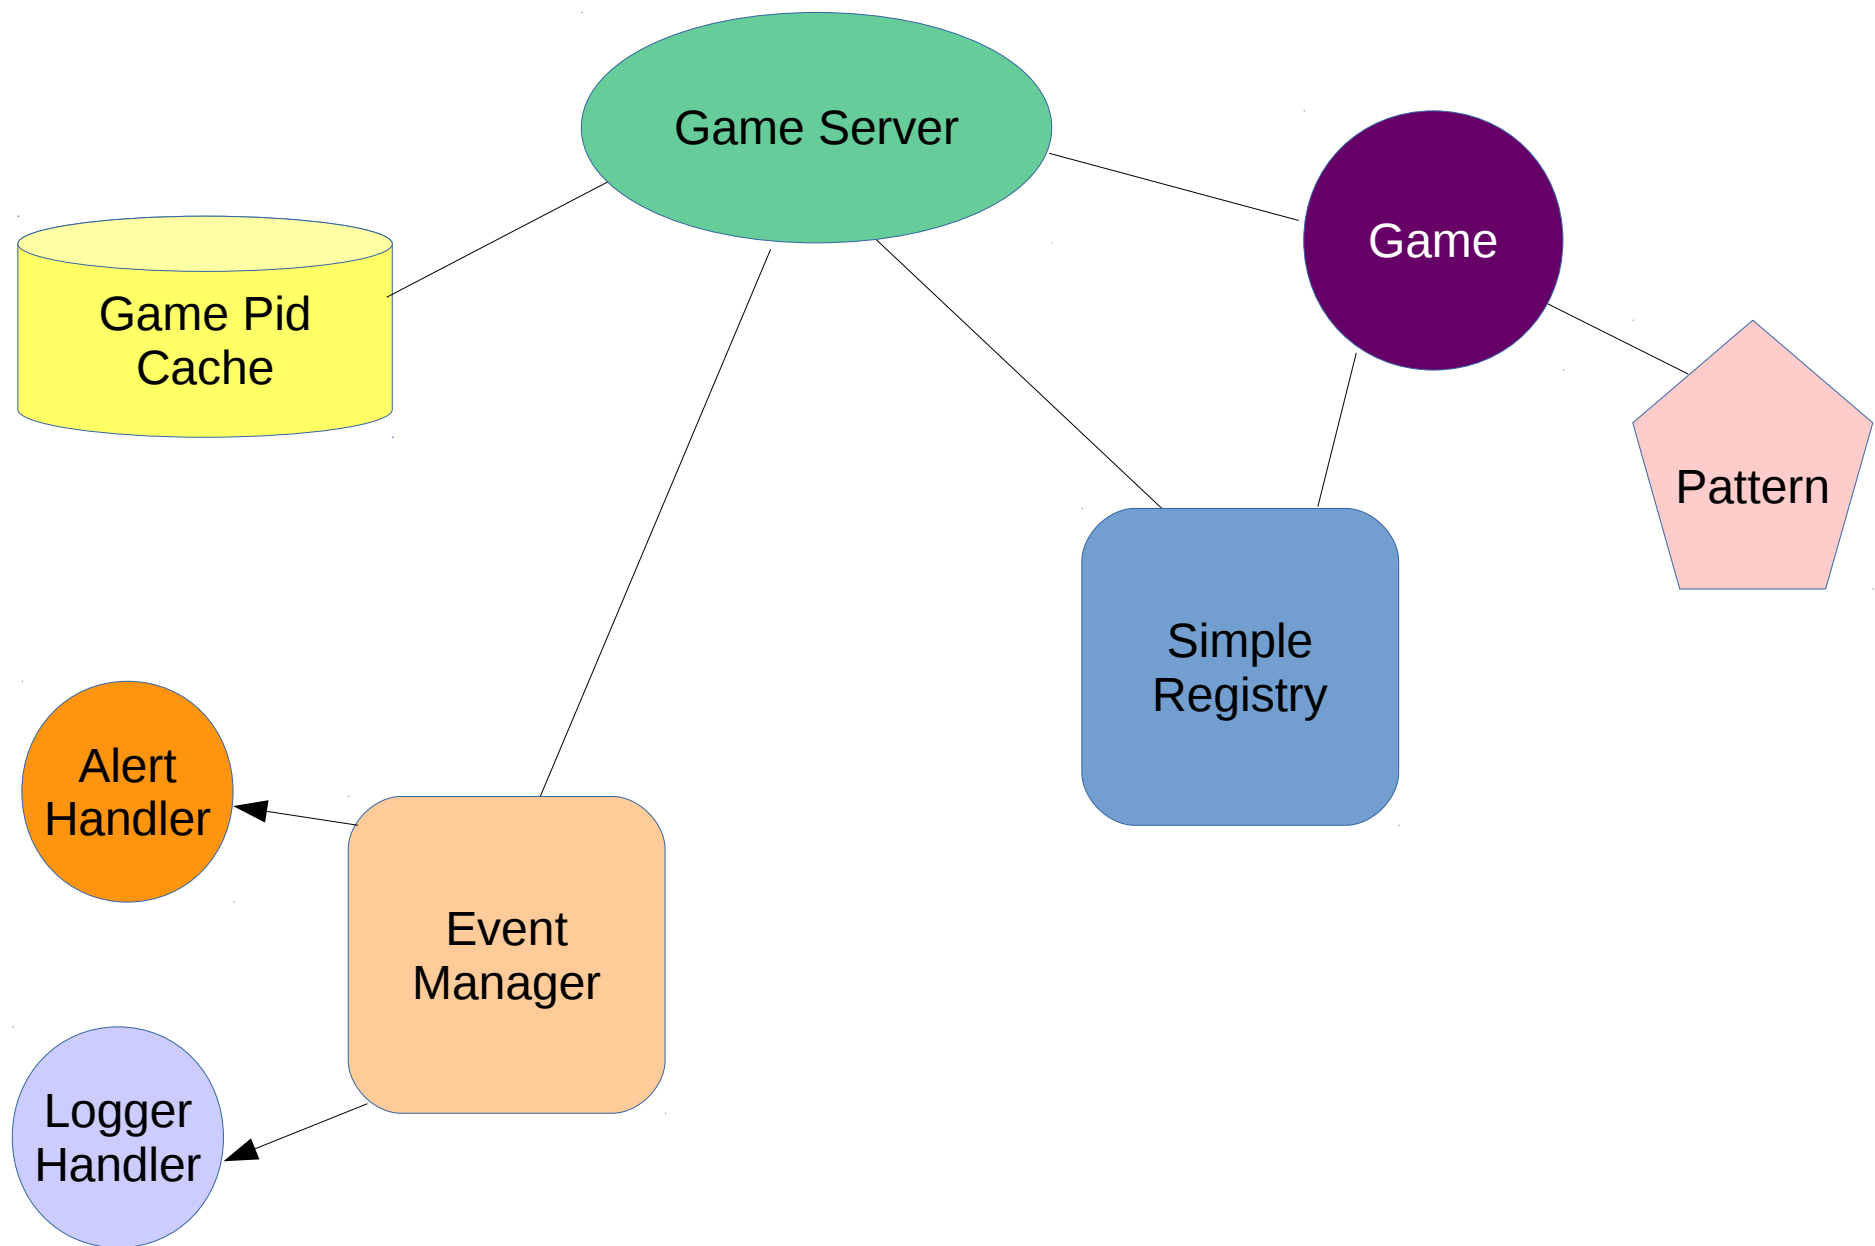 Game Server
Game
Game Pid
Cache
Pattern
Simple
Registry
Alert
Handler
Event
Manager
Logger
Handler